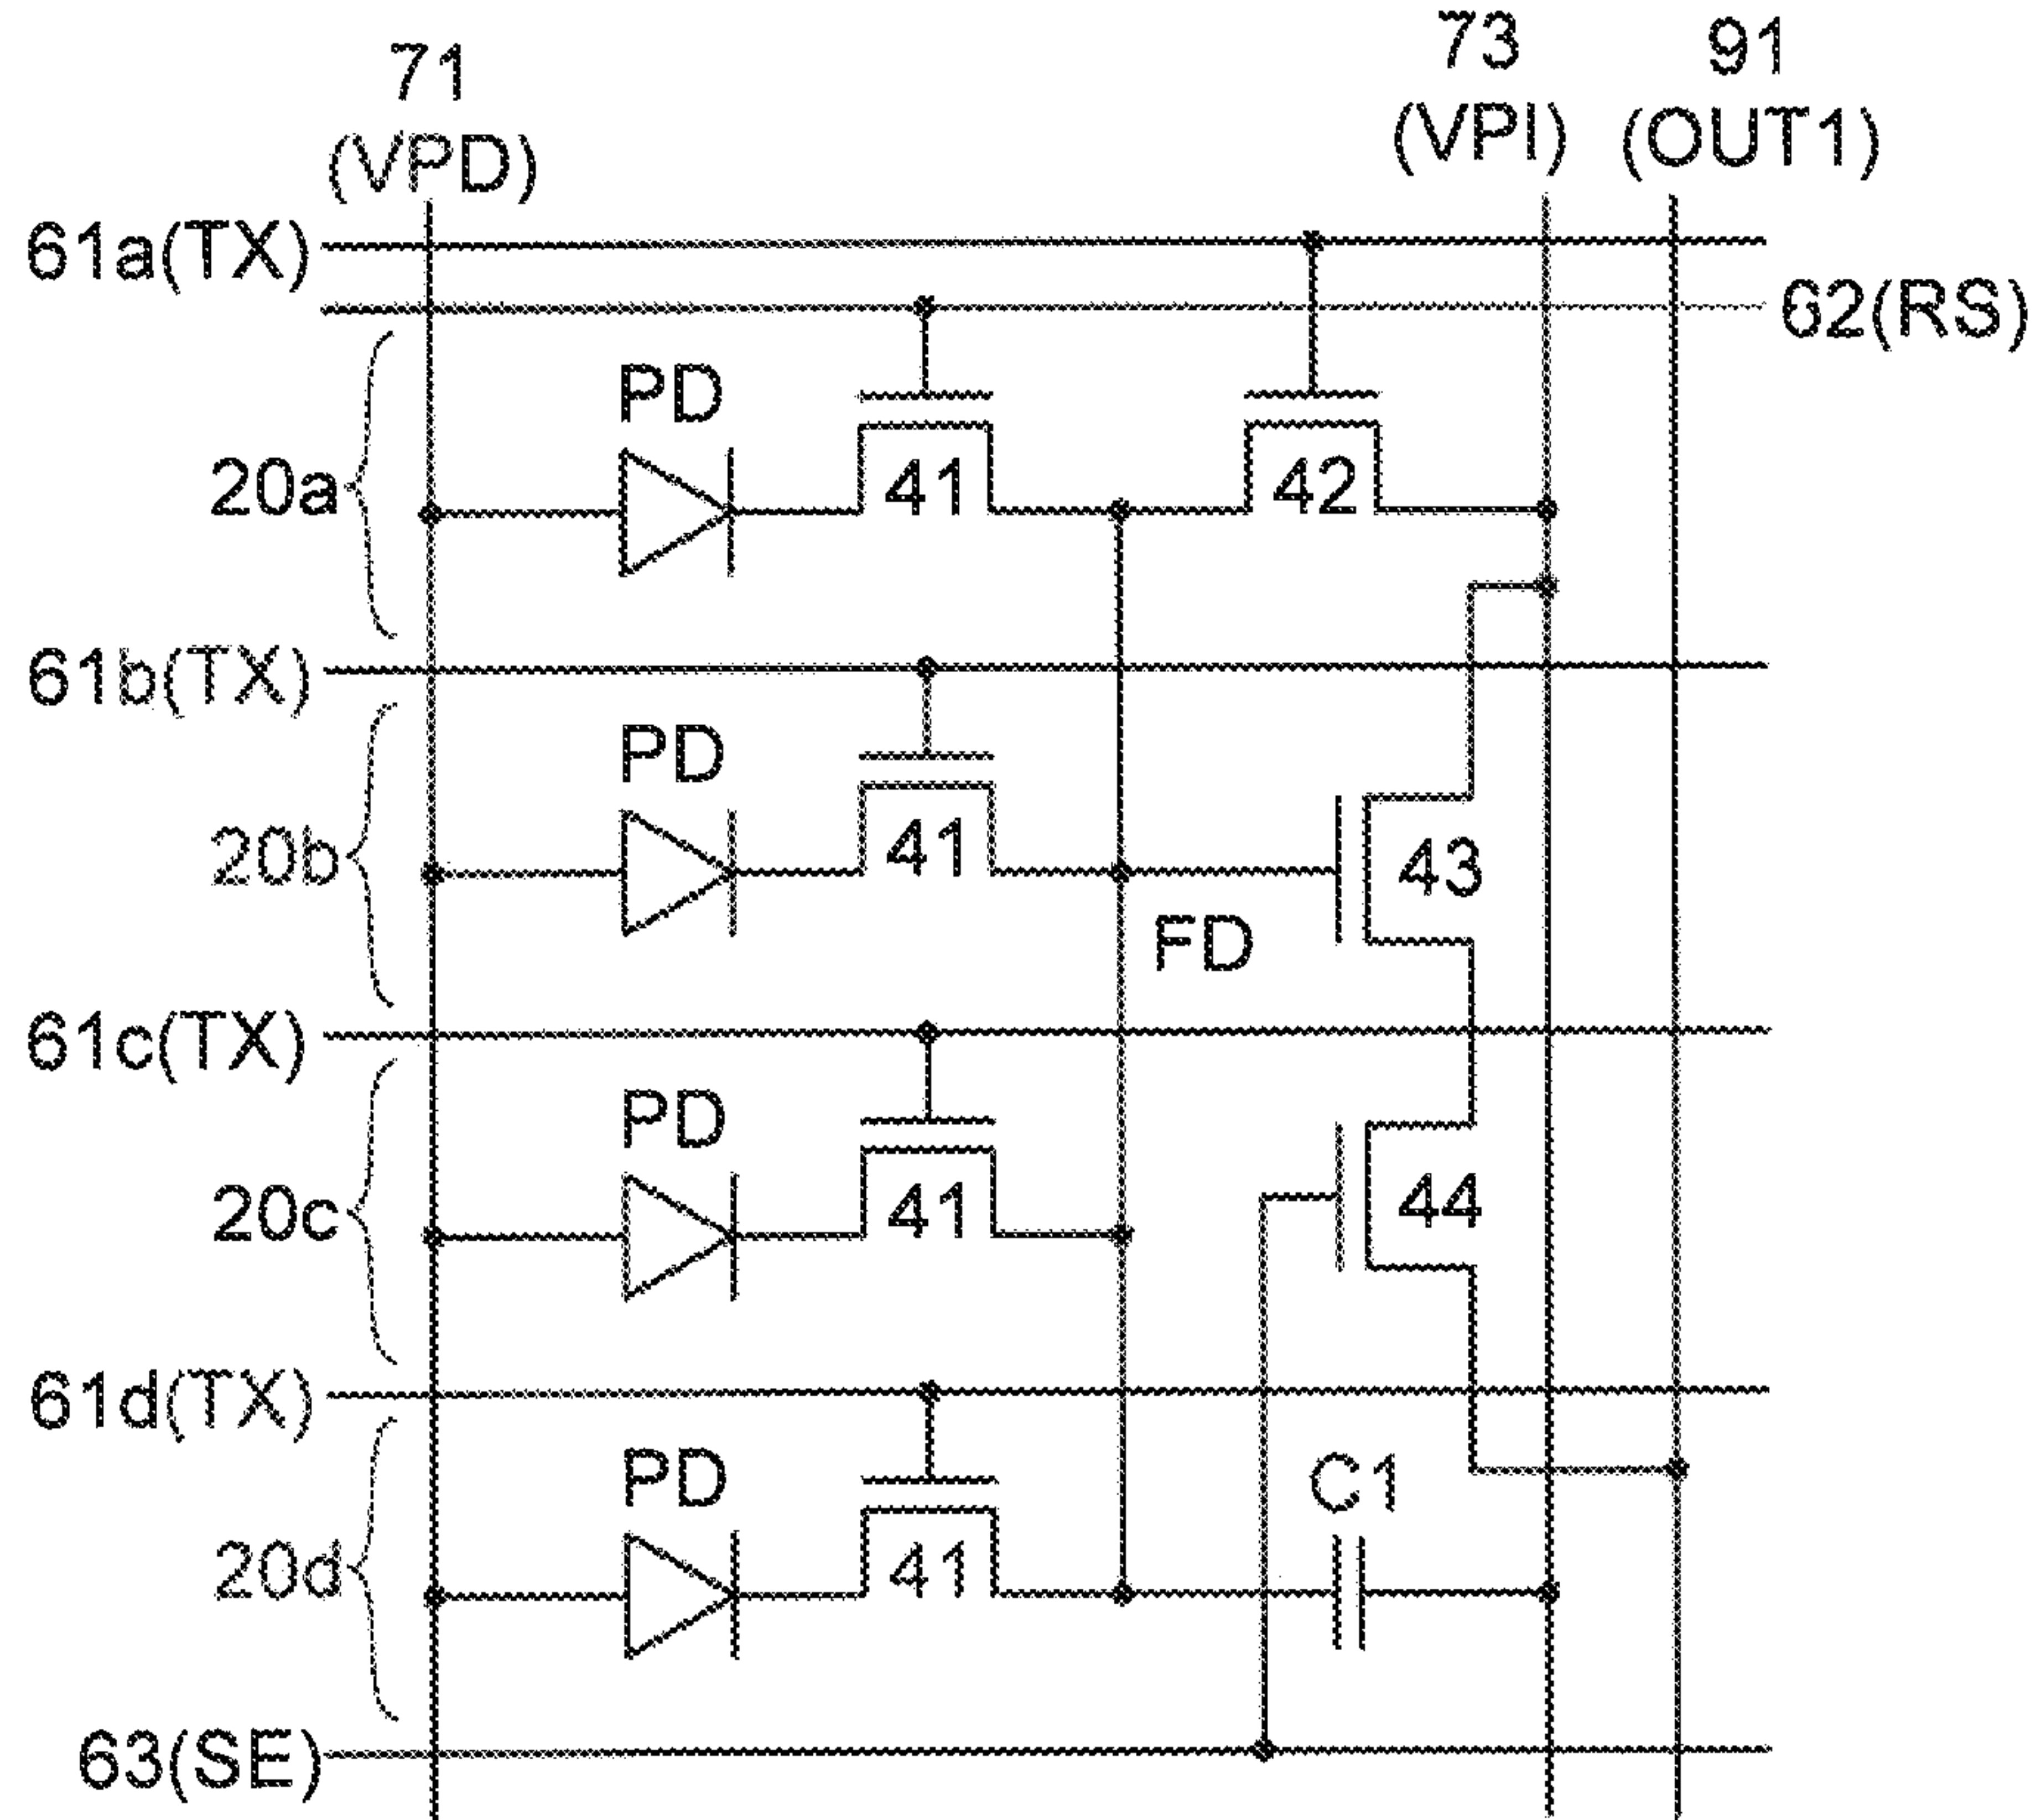 71
(VPD)
73
(VPI)
91
(OUT1)
61a(TX)
62(RS)
20a
PD
41
42
61b(TX)
20b
PD
41
43
FD
61c(TX)
20c
PD
41
44
61d(TX)
20d
PD
41
C1
63(SE)